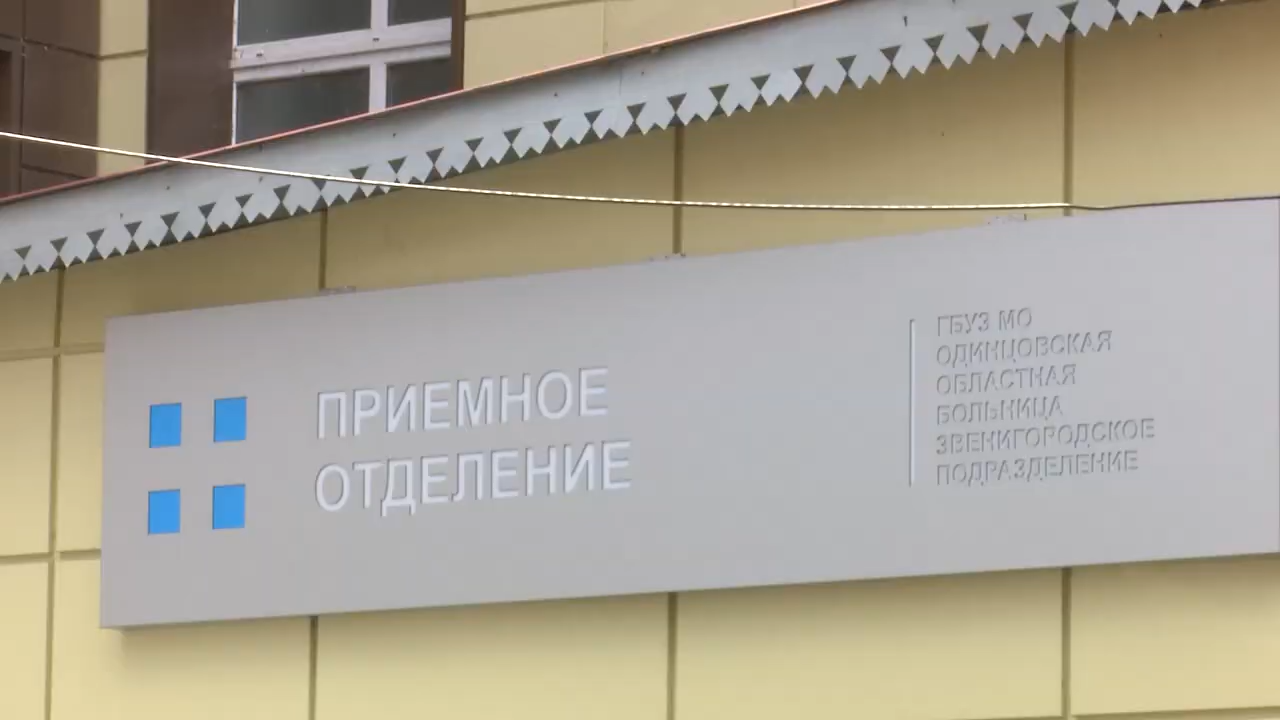 ПРИЕМНОЕ
ОТДЕЛЕНИЕ
ГБУЗ МО
ОДИНЦОВСКАЯ
ОБЛАСТНАЯ
БОЛЬНИЦА
ЗВЕНИГОРОДСКОЕ
ПОДРАЗДЕЛЕНИЕ